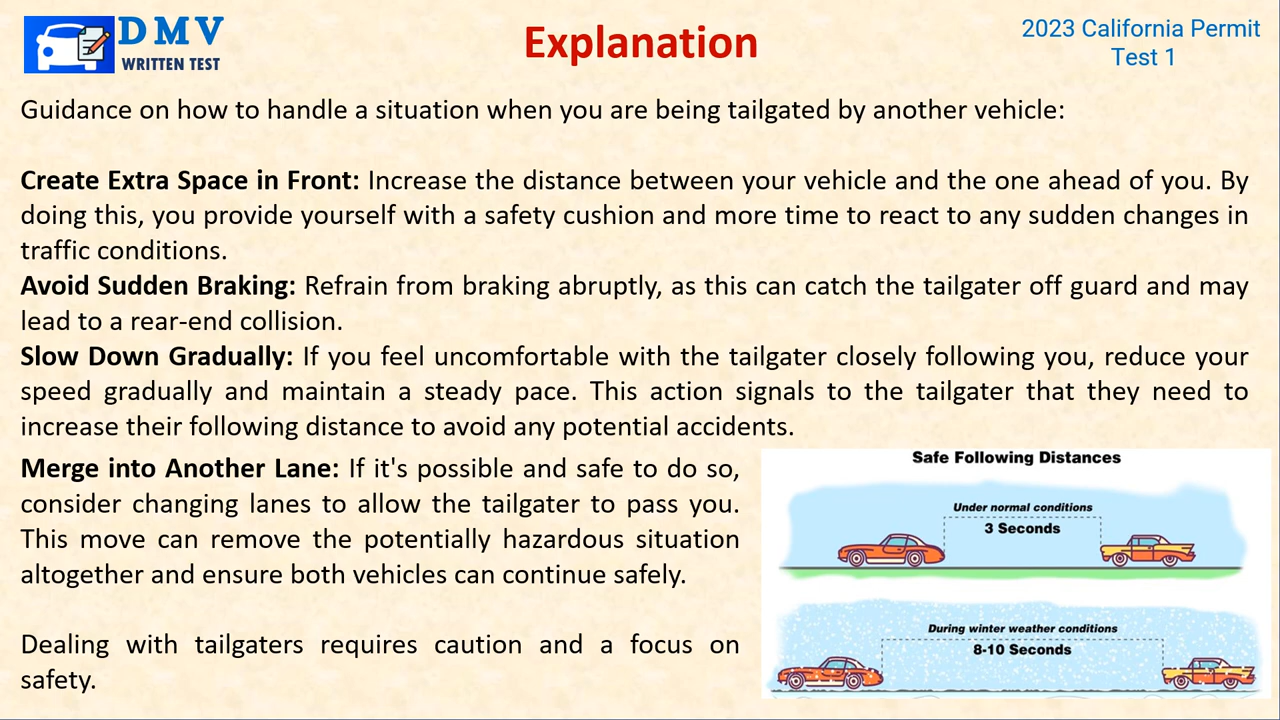 DMV
WRITTEN TEST
Explanation
2023 California Permit
Test 1
Guidance on how to handle a situation when you are being tailgated by another vehicle:
Create Extra Space in Front: Increase the distance between your vehicle and the one ahead of you. By
doing this, you provide yourself with a safety cushion and more time to react to any sudden changes in
traffic conditions.
Avoid Sudden Braking: Refrain from braking abruptly, as this can catch the tailgater off guard and may
lead to a rear-end collision.
Slow Down Gradually: If you feel uncomfortable with the tailgater closely following you, reduce your
speed gradually and maintain a steady pace. This action signals to the tailgater that they need to
increase their following distance to avoid any potential accidents.
Merge into Another Lane: If it's possible and safe to do so,
consider changing lanes to allow the tailgater to pass you.
This move can remove the potentially hazardous situation
altogether and ensure both vehicles can continue safely.
Dealing with tailgaters requires caution and a focus on
safety.
Safe Following Distances
Under normal conditions
3 Seconds
During winter weather conditions
8-10 Seconds